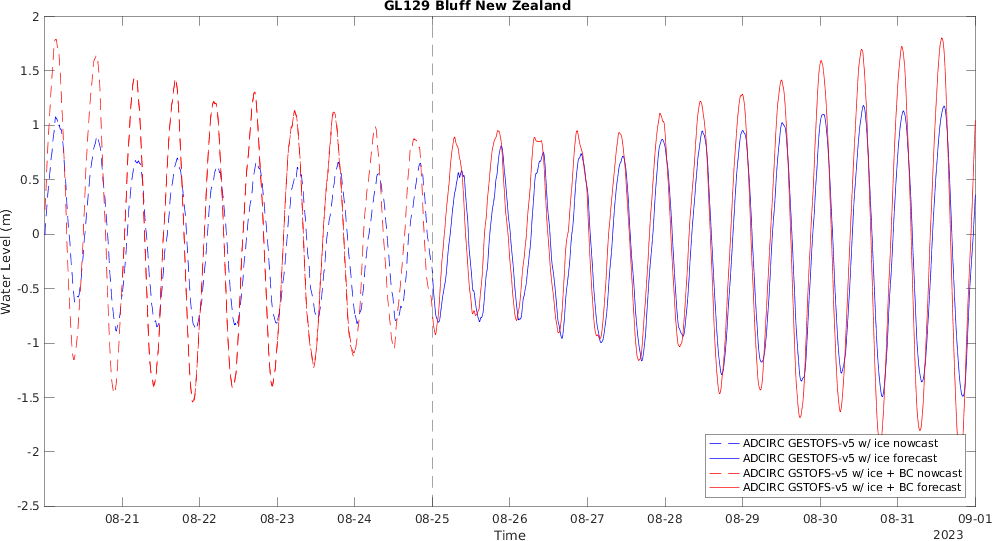 GL129 Bluff New Zealand
Water Level (m)
2
1.5
1
0.5
0
-0.5
-1
-1.5
-2
-2.5
ADCIRC GESTOFS-v5 w/ ice nowcast
ADCIRC GESTOFS-v5 w/ ice forecast
ADCIRC GSTOFS-v5 w/ ice + BC nowcast
ADCIRC GSTOFS-v5 w/ ice + BC forecast
08-21 08-22 08-23 08-24 08-25 08-26 08-27 08-28 08-29 08-30 08-31 09-01
Time
2023